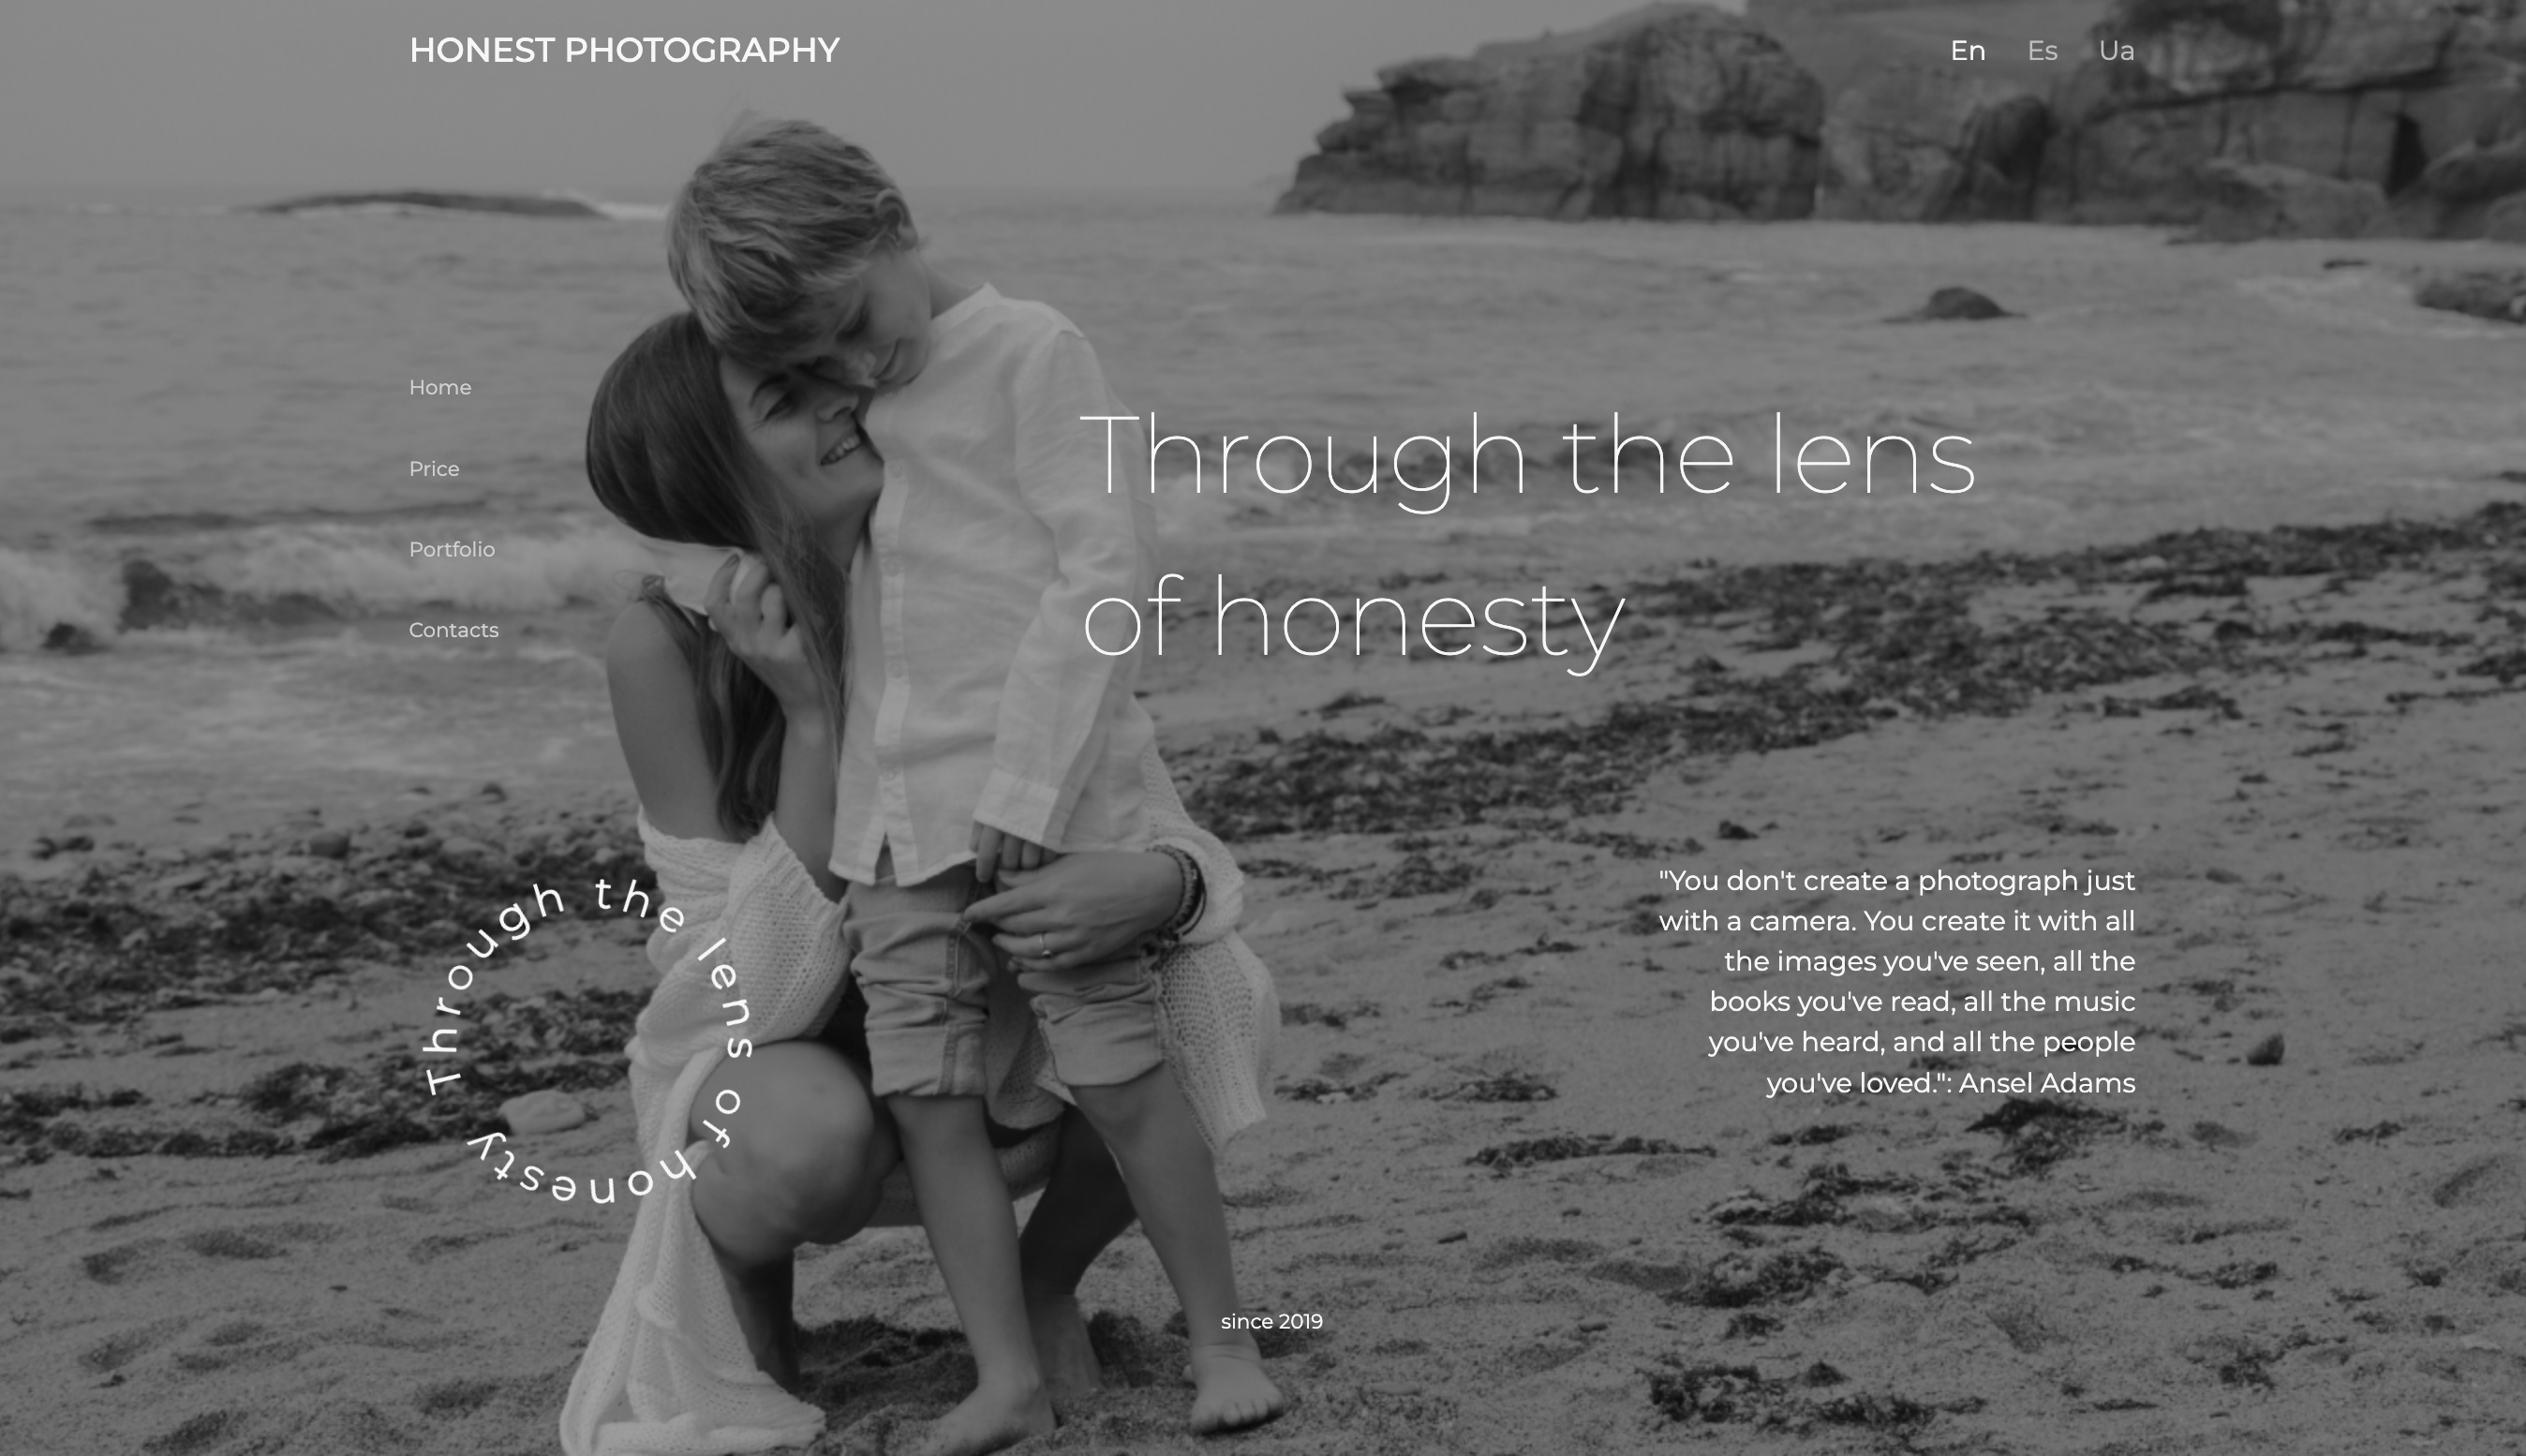 HONEST PHOTOGRAPHY
En Es Ua
Home
Price
Portfolio
Contacts
Through the lens
of honesty
"You don't create a photograph just
with a camera. You create it with all
the images you've seen, all the
books you've read, all the music
you've heard, and all the people
you've loved.": Ansel Adams
Through the lens of honesty
since 2019